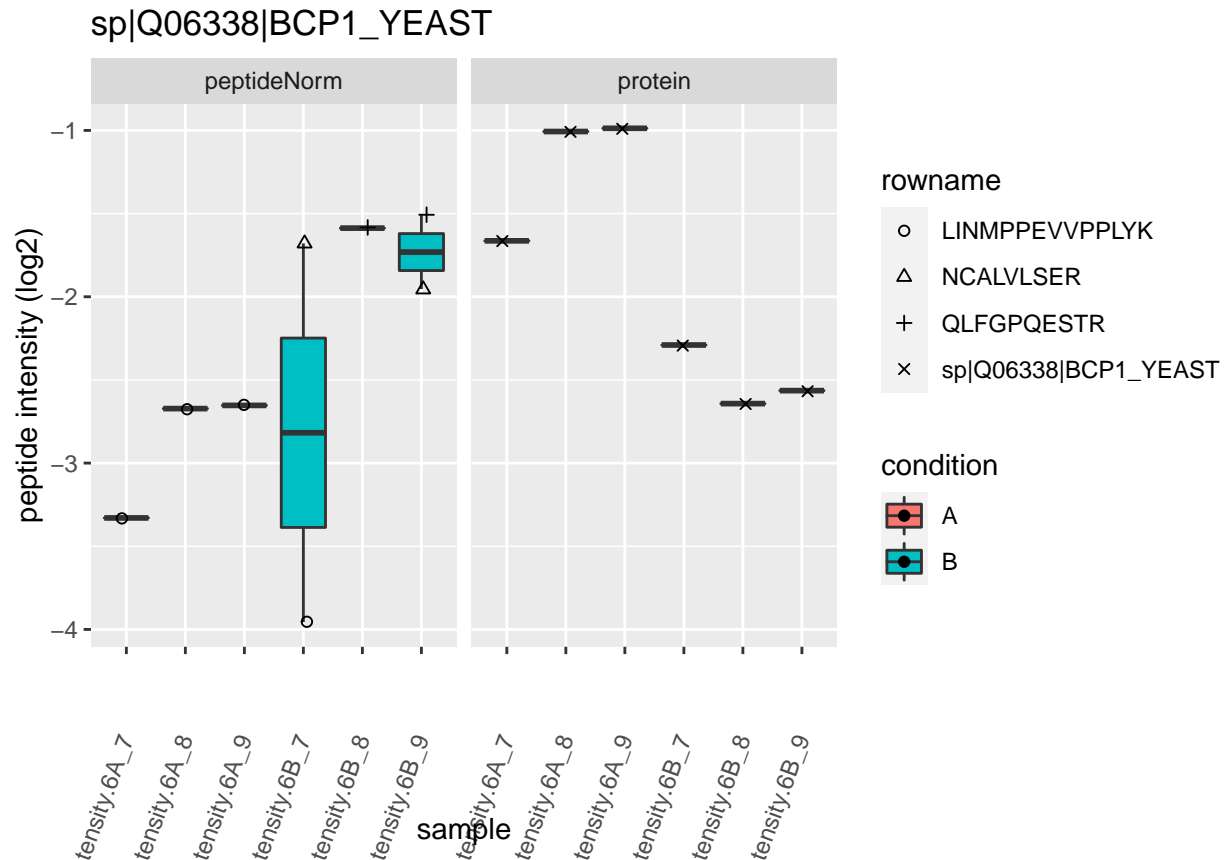 sp|Q06338|BCP1_YEAST
peptideNorm
protein
peptide intensity (log2)
−1
−2
−3
−4
tensity.6A_7
tensity.6A_8
tensity.6A_9
tensity.6B_7
tensity.6B_8
tensity.6B_9
tensity.6A_7
tensity.6A_8
tensity.6A_9
tensity.6B_7
tensity.6B_8
tensity.6B_9
sample
rowname
LINMPPEVVPPLYK
NCALVLSER
QLFGPQESTR
sp|Q06338|BCP1_YEAST
condition
A
B